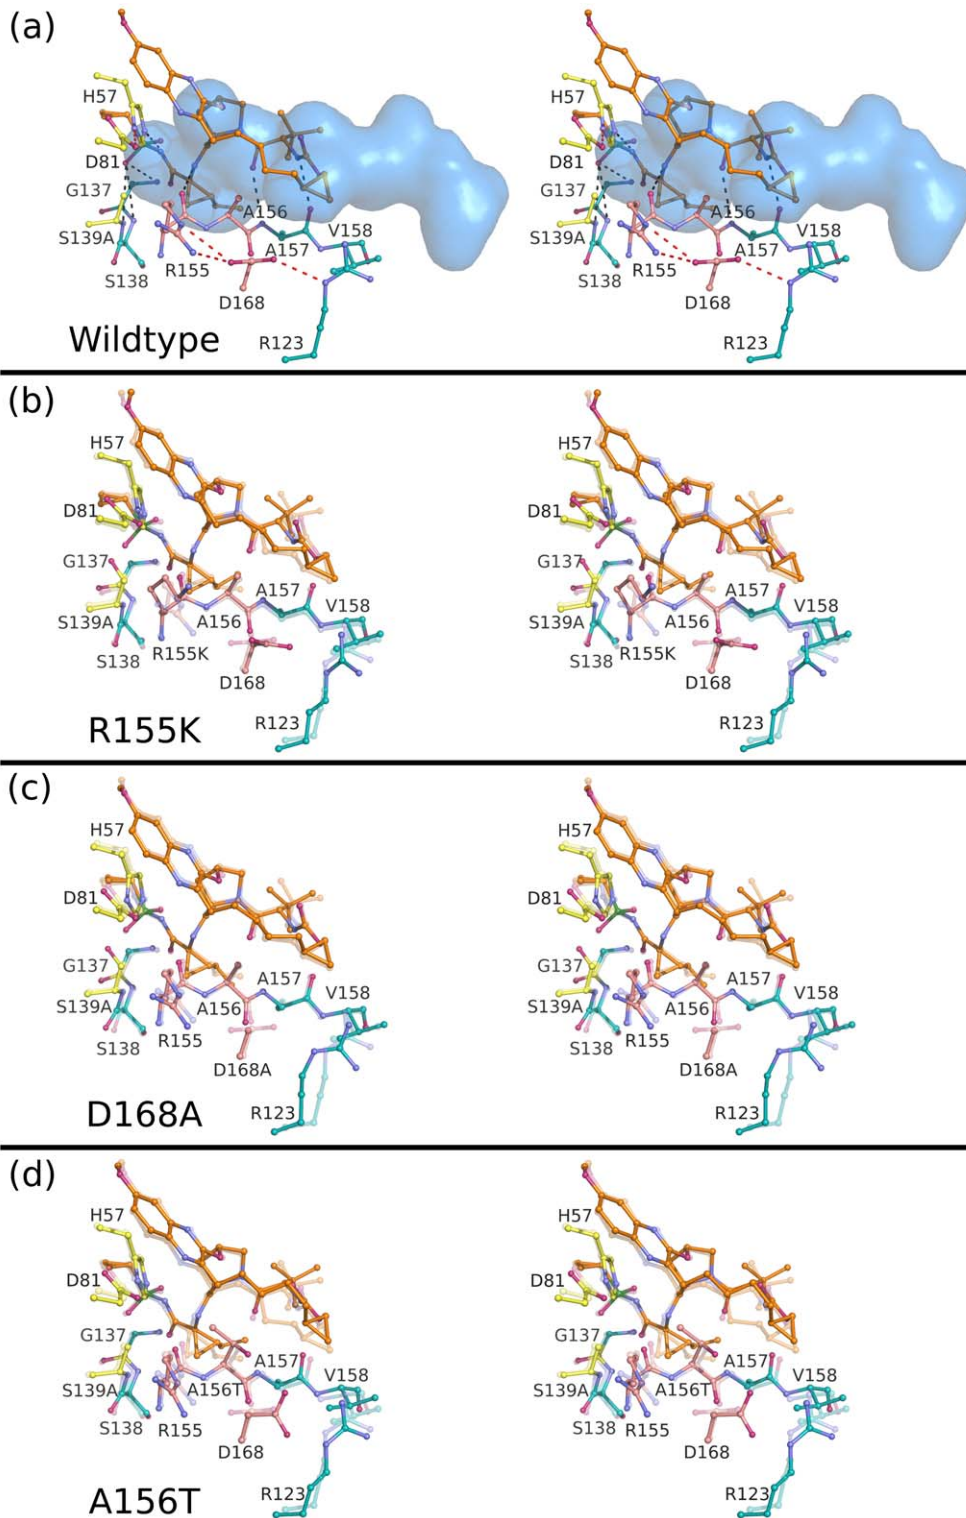 (a)
H57 H57
D81 D81
G137 G137
A156 A156
S139A S139A
V158 V158
A157 A157
R155 R155
S138 S138
D168 D168
Wildtype
R123 R123
(b)
H57 H57
D81 D81
G137 G137
A157 A157
V158 V158
S139A S139A
A156 A156
R155K R155K
S138 S138
D168 D168
R123 R123
R155K
(c)
H57 H57
D81 D81
G137 G137
A157 A157
V158 V158
S139A S139A
A156 A156
R155 R155
S138 S138
D168A D168A
D168A
R123 R123
(d)
H57 H57
D81 D81
G137 G137
A157 A157
V158 V158
S139A S139A
A156T A156T
S138 R155 S138 R155
D168 D168
R123 R123
A156T